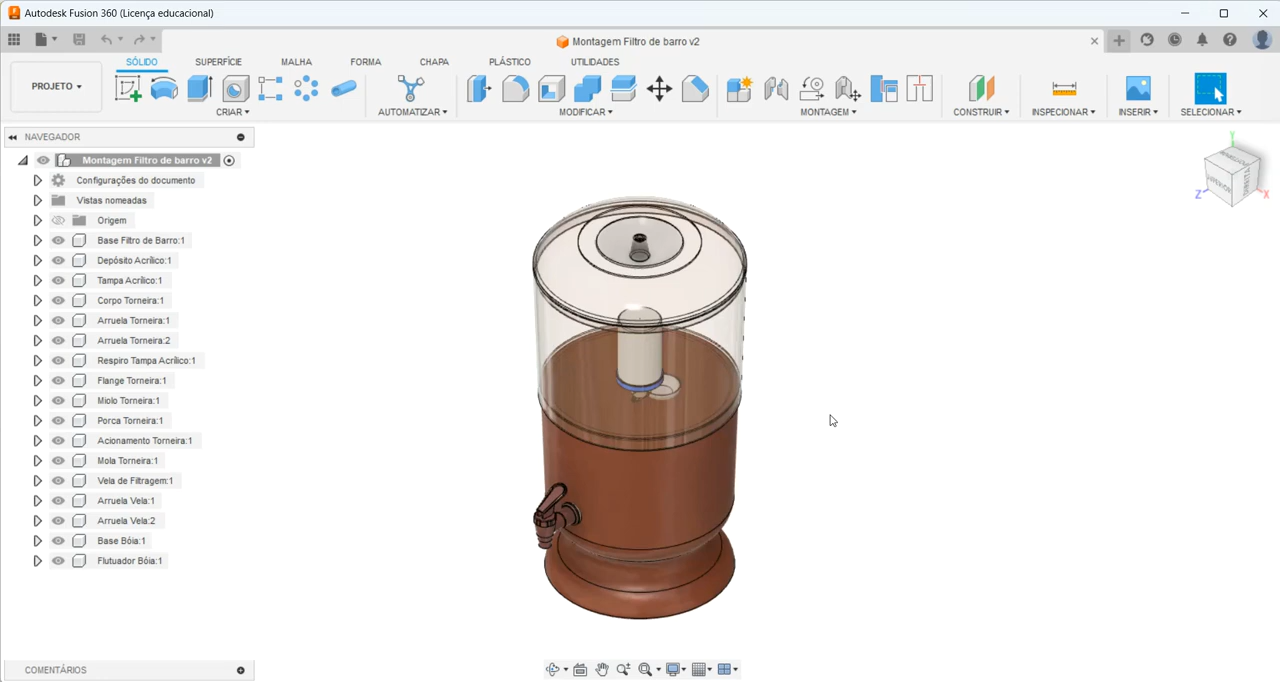 Autodesk Fusion 360 (Licença educacional)
Montagem Filtro de barro v2
PROJETO
SÓLIDO
SUPERFÍCIE
MALHA
FORMA
CHAPA
PLÁSTICO
UTILIDADES
CRIAR
AUTOMATIZAR
MODIFICAR
MONTAGEM
CONSTRUIR
INSPECIONAR
INSERIR
SELECIONAR
NAVEGADOR
Montagem Filtro de barro v2
Configurações do documento
Vistas nomeadas
Origem
Base Filtro de Barro:1
Depósito Acrílico:1
Tampa Acrílico:1
Corpo Torneira:1
Arruela Torneira:1
Arruela Torneira:2
Respiro Tampa Acrílico:1
Flange Torneira:1
Miolo Torneira:1
Porca Torneira:1
Acionamento Torneira:1
Mola Torneira:1
Vela de Filtragem:1
Arruela Vela:1
Arruela Vela:2
Base Bóia:1
Flutuador Bóia:1
Y
SUPERIOR
DIREITA
Z
X
COMENTÁRIOS